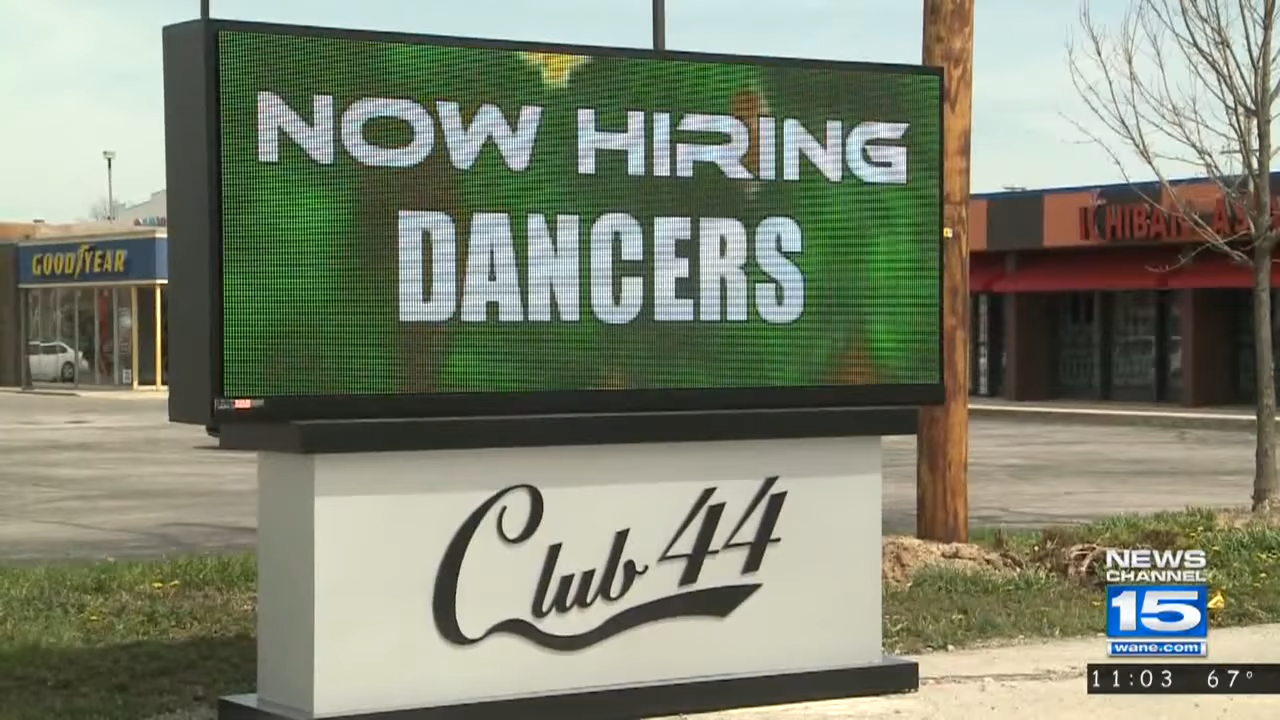 NOW HIRING
DANCERS
GOODYEAR
Club 44
NEWS
CHANNEL
15
wane.com
11:03 67°